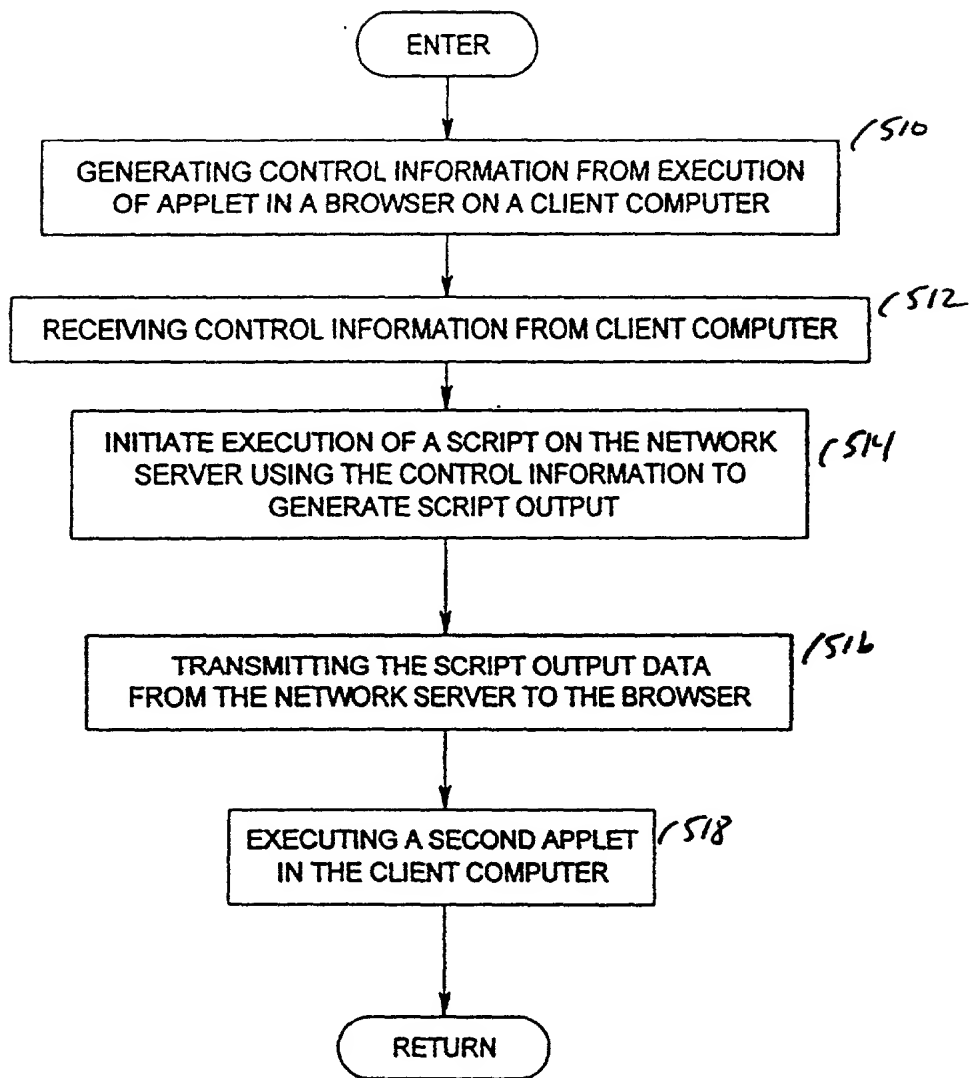 ENTER
510
GENERATING CONTROL INFORMATION FROM EXECUTION
OF APPLET IN A BROWSER ON A CLIENT COMPUTER
512
RECEIVING CONTROL INFORMATION FROM CLIENT COMPUTER
514
INITIATE EXECUTION OF A SCRIPT ON THE NETWORK
SERVER USING THE CONTROL INFORMATION TO
GENERATE SCRIPT OUTPUT
516
TRANSMITTING THE SCRIPT OUTPUT DATA
FROM THE NETWORK SERVER TO THE BROWSER
518
EXECUTING A SECOND APPLET
IN THE CLIENT COMPUTER
RETURN